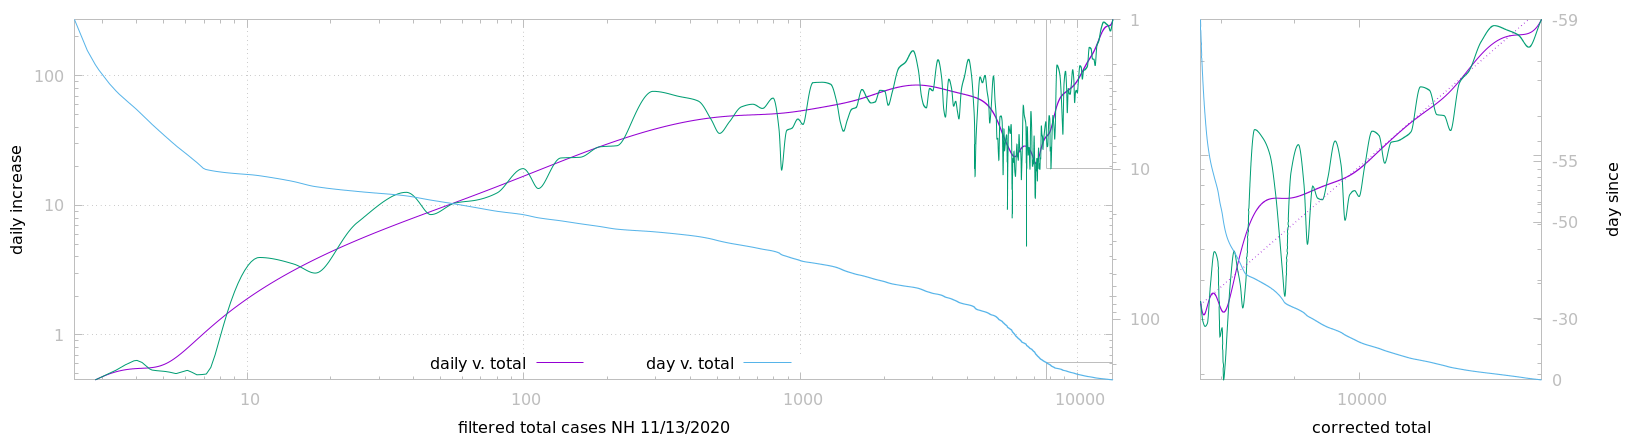 daily increase
100
10
1
1
10
100
daily v. total
day v. total
10
100
1000
10000
filtered total cases NH 11/13/2020
-59
-55
-50
-30
0
day since
10000
corrected total